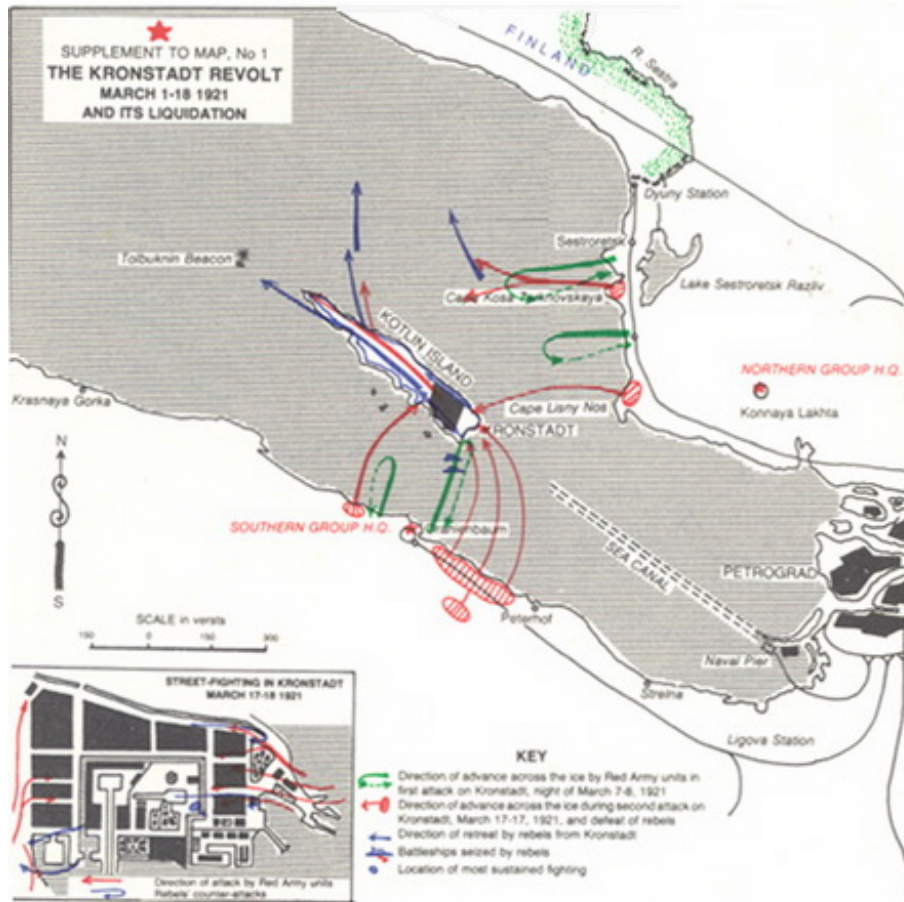 SUPPLEMENT TO MAP, No 1
THE KRONSTADT REVOLT
MARCH 1-18 1921
AND ITS LIQUIDATION
FINLAND
R. Sestra
Dyuny Station
Sestroretsk
Tolbuknin Beacon
Lake Sestroretsk Razliv
Cape Kosa Tarkhovskaya
KOTLIN ISLAND
NORTHERN GROUP H.Q.
Krasnaya Gorka
Cape Lisny Nos
Konnaya Lakhta
RONSTADT
N
S
SOUTHERN GROUP H.Q.
Oranienbaum
SEA CANAL
PETROGRAD
SCALE in versts
150 0 150 300
Peterhof
Naval Pier
Strelna
Ligova Station
STREET-FIGHTING IN KRONSTADT
MARCH 17-18 1921
Direction of attack by Red Army units
Rebels' counter-attacks
KEY
Direction of advance across the ice by Red Army units in
first attack on Kronstadt, night of March 7-8, 1921
Direction of advance across the ice during second attack on
Kronstadt, March 17-17, 1921, and defeat of rebels
Direction of retreat by rebels from Kronstadt
Battleships seized by rebels
Location of most sustained fighting